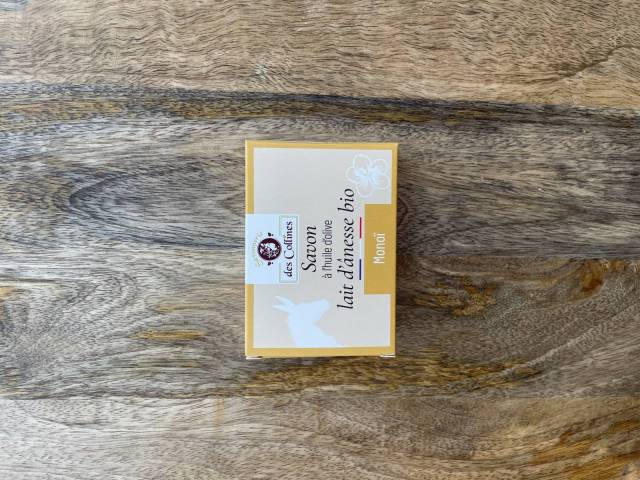 des Collines
Savon
à l'huile d'olive
lait d'ânesse bio
Monoï